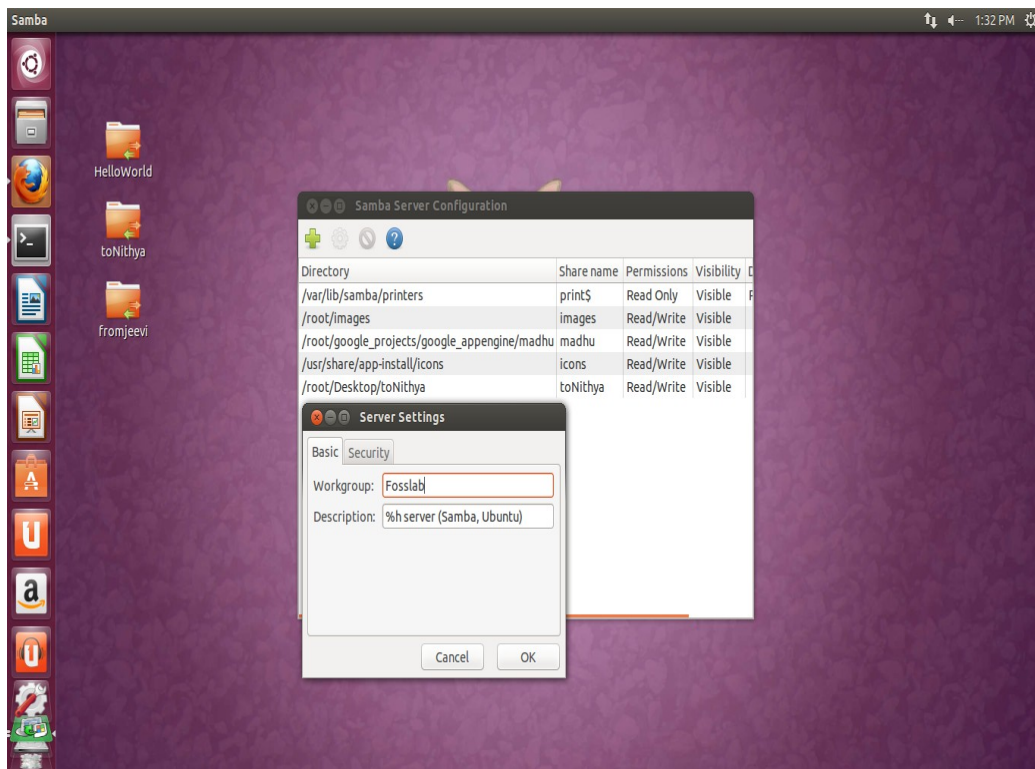 Samba
1:32 PM
HelloWorld
toNithya
fromjeevi
Samba Server Configuration
Directory Share name Permissions Visibility
/var/lib/samba/printers print$ Read Only Visible
/root/images images Read/Write Visible
/root/google_projects/google_appengine/madhu madhu Read/Write Visible
/usr/share/app-install/icons icons Read/Write Visible
/root/Desktop/toNithya toNithya Read/Write Visible
Server Settings
Basic Security
Workgroup: Fosslab
Description: %h server (Samba, Ubuntu)
Cancel OK